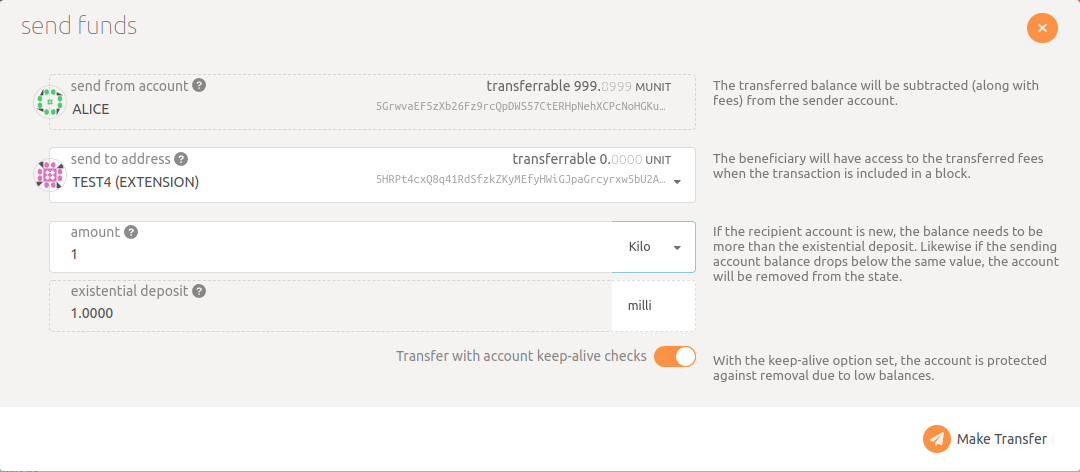 send funds
send from account ?
transferrable 999.8999 MUNIT
ALICE
5GrwvaEF5zXb26Fz9rcQpDWS57CtERHpNehXCPcNoHGKu…
The transferred balance will be subtracted (along with
fees) from the sender account.
send to address ?
transferrable 0.0000 UNIT
TEST4 (EXTENSION)
5HRPt4cxQ8q41RdSfzkZKyMEfyHWiGJpaGrcyrxw5bU2A…
The beneficiary will have access to the transferred fees
when the transaction is included in a block.
amount ?
1
Kilo
If the recipient account is new, the balance needs to be
more than the existential deposit. Likewise if the sending
account balance drops below the same value, the account
will be removed from the state.
existential deposit ?
1.0000
milli
Transfer with account keep-alive checks
With the keep-alive option set, the account is protected
against removal due to low balances.
Make Transfer